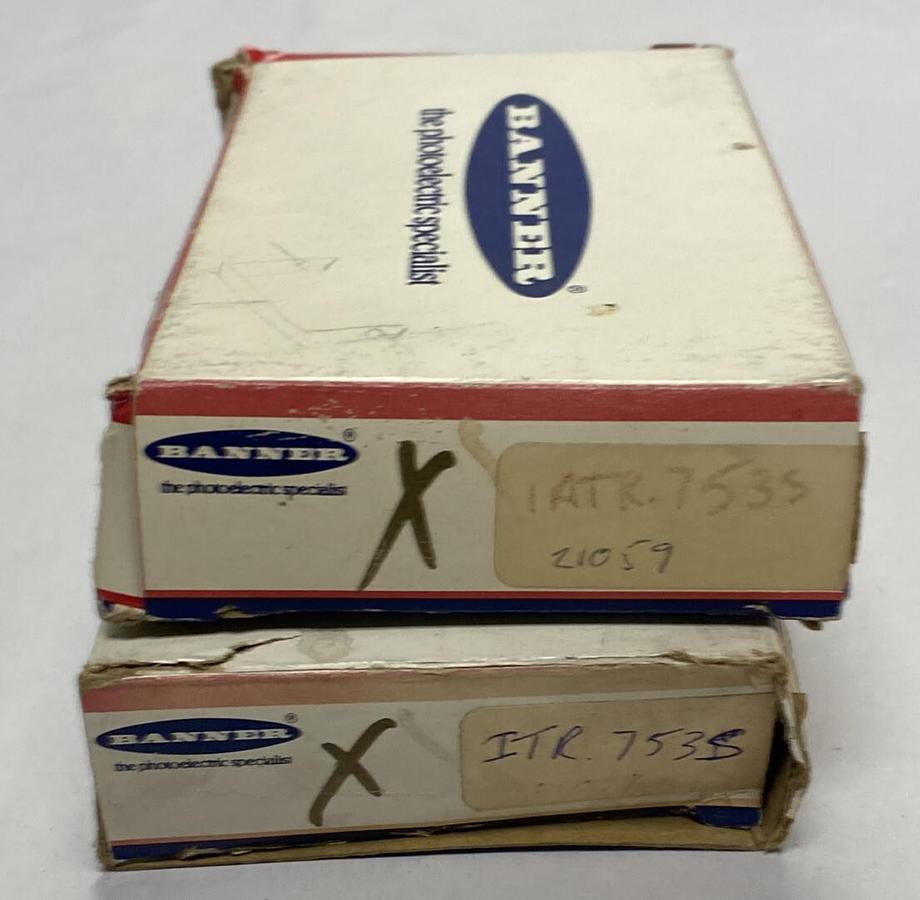 BANNER®
the photoelectric specialist
BANNER®
the photoelectric specialist
X
IATR.753S
21059
BANNER®
the photoelectric specialist
X
ITR. 753S